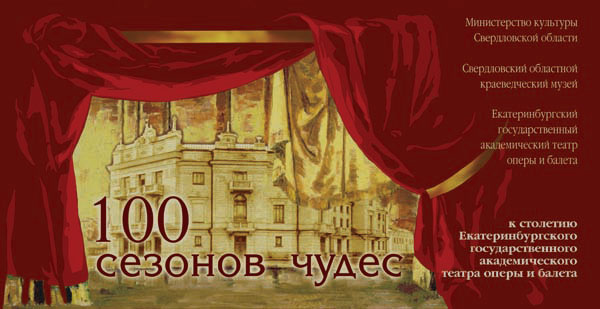 Министерство культуры
Свердловской области
Свердловский областной
краеведческий музей
Екатеринбургский
государственный
академический театр
оперы и балета
100
сезонов чудес
к столетию
Екатеринбургского
государственного
академического
театра оперы и балета